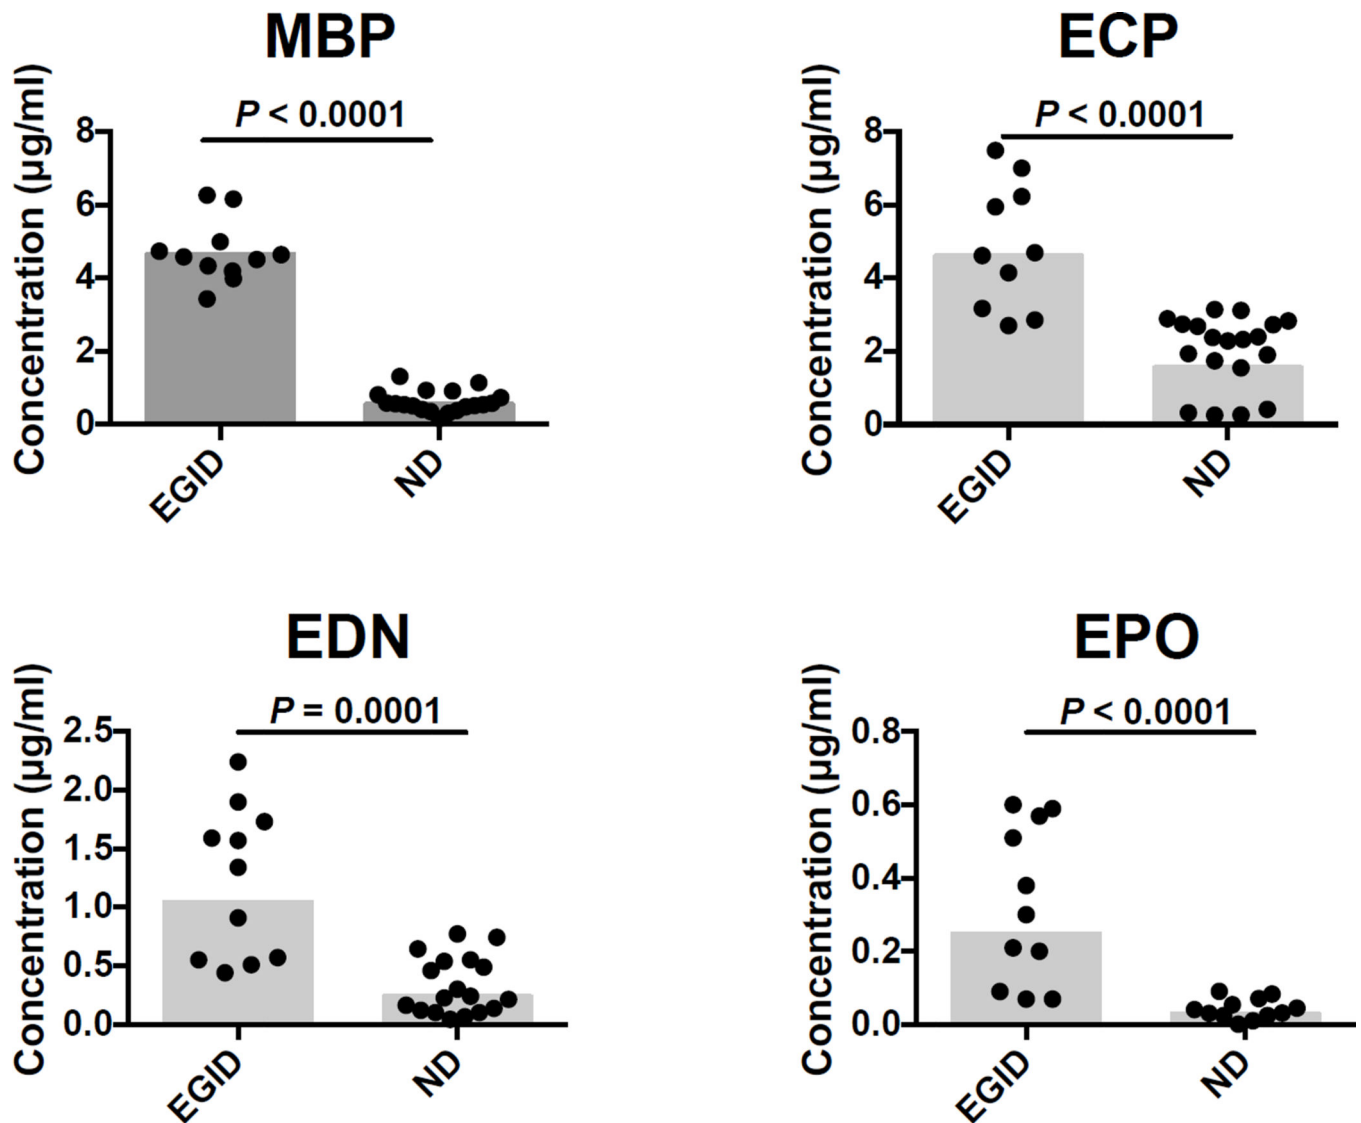 MBP
P < 0.0001
Concentration (µg/ml)
8
6
4
2
0
EGID
ND
ECP
P < 0.0001
Concentration (µg/ml)
8
6
4
2
0
EGID
ND
EDN
P = 0.0001
Concentration (µg/ml)
2.5
2.0
1.5
1.0
0.5
0.0
EGID
ND
EPO
P < 0.0001
Concentration (µg/ml)
0.8
0.6
0.4
0.2
0.0
EGID
ND